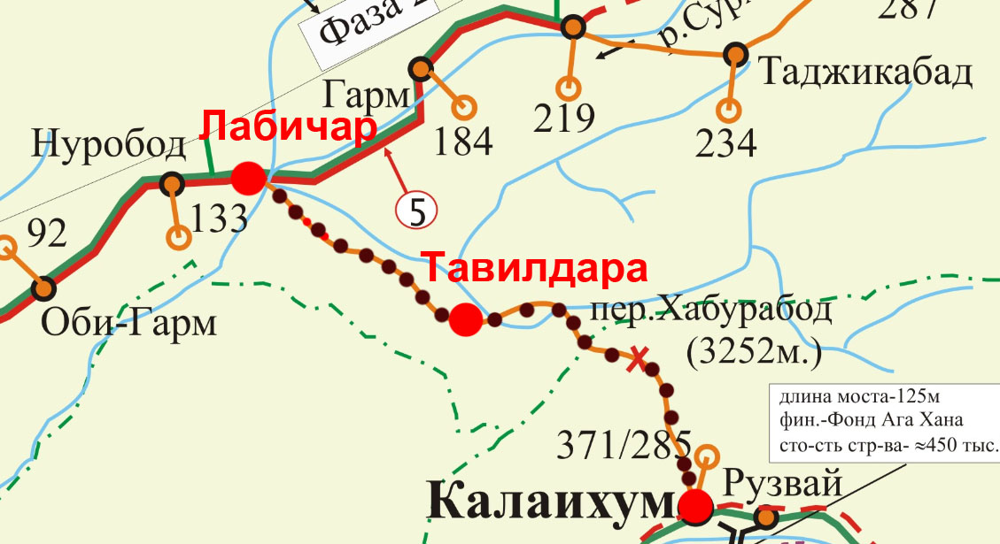 Фаза 2
р.Сурх
287
Таджикабад
Гарм
184
219
234
Лабичар
Нуробод
5
133
92
Тавилдара
Оби-Гарм
пер.Хабурабод
(3252м.)
длина моста-125м
фин.-Фонд Ага Хана
сто-сть стр-ва- ≈450 тыс.
371/285
Рузвай
Калаихум